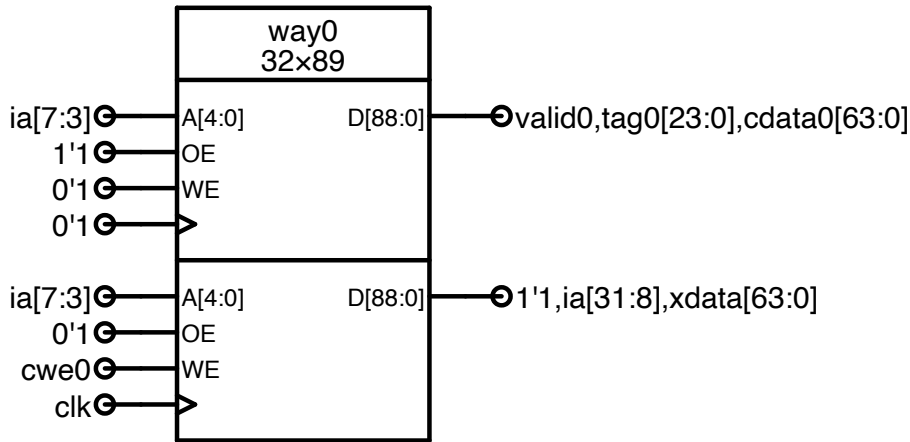 way0
32×89
ia[7:3] A[4:0] D[88:0] valid0,tag0[23:0],cdata0[63:0]
1'1 OE
0'1 WE
0'1
ia[7:3] A[4:0] D[88:0] 1'1,ia[31:8],xdata[63:0]
0'1 OE
cwe0 WE
clk